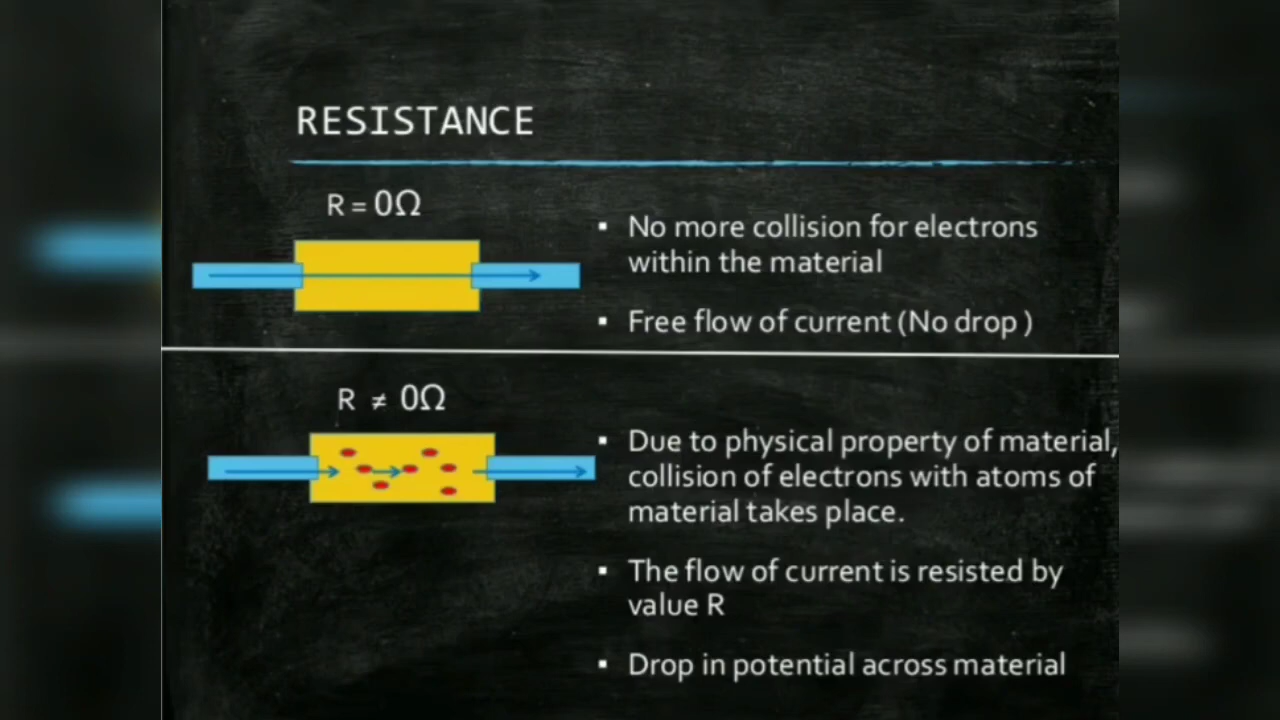 RESISTANCE
R = 0Ω
▪ No more collision for electrons
within the material
▪ Free flow of current (No drop )
R ≠ 0Ω
▪ Due to physical property of material,
collision of electrons with atoms of
material takes place.
▪ The flow of current is resisted by
value R
▪ Drop in potential across material